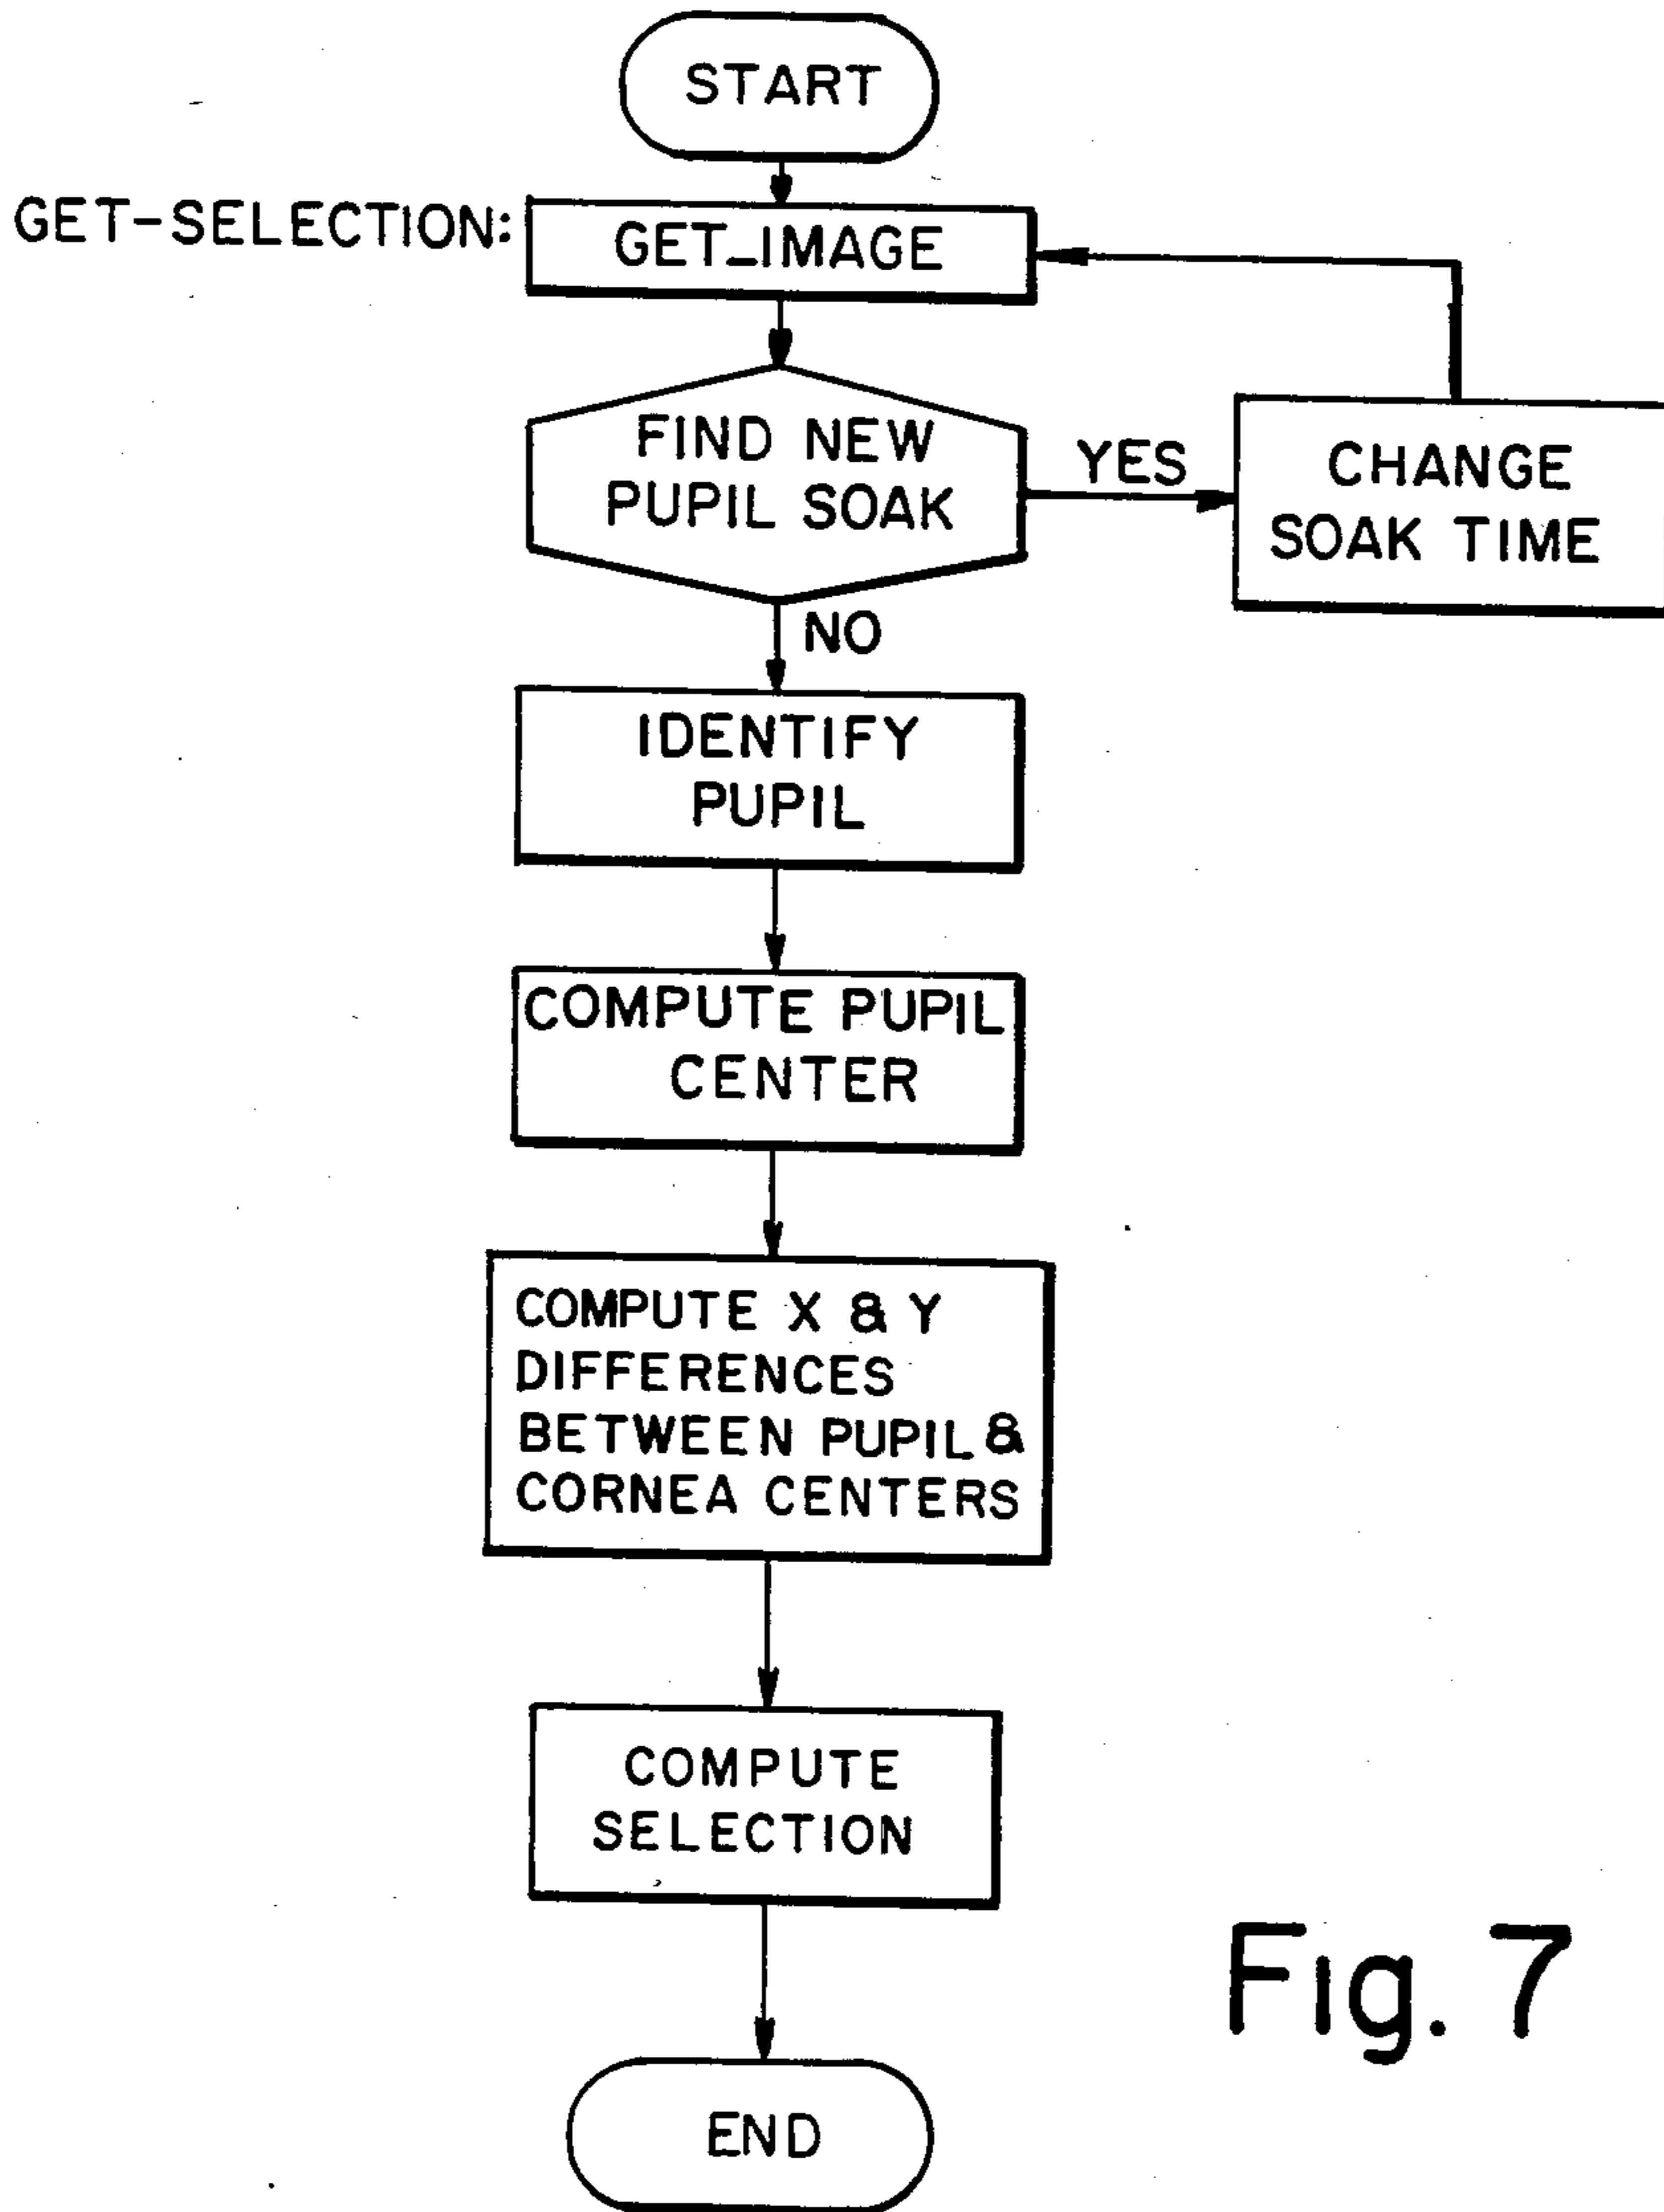 START
GET-SELECTION:
GET_IMAGE
FIND NEW
PUPIL SOAK
YES
CHANGE
SOAK TIME
NO
IDENTIFY
PUPIL
COMPUTE PUPIL
CENTER
COMPUTE X & Y
DIFFERENCES
BETWEEN PUPIL &
CORNEA CENTERS
COMPUTE
SELECTION
END
Fig. 7